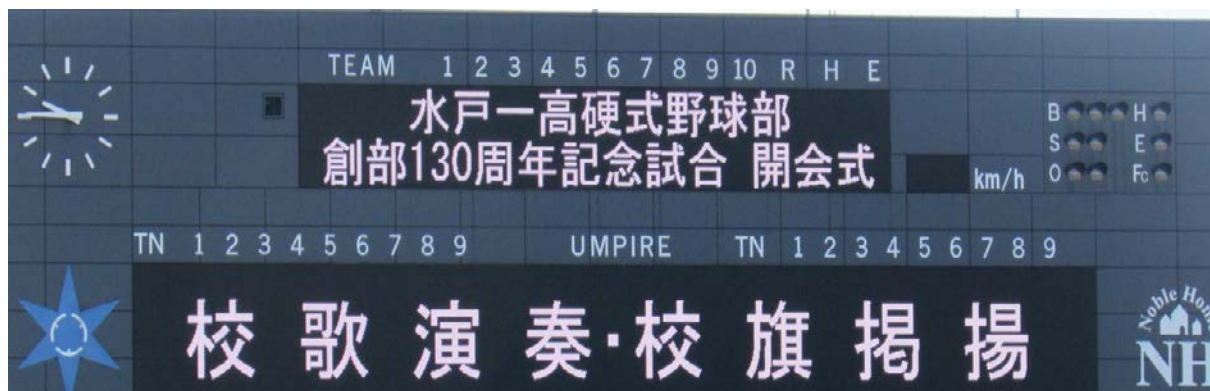 TEAM 1 2 3 4 5 6 7 8 9 10 R H E
水戸一高硬式野球部
創部130周年記念試合 開会式
B H
S E
O Fc
km/h
TN 1 2 3 4 5 6 7 8 9 UMPIRE TN 1 2 3 4 5 6 7 8 9
校歌演奏・校旗掲揚
Noble Home
NH